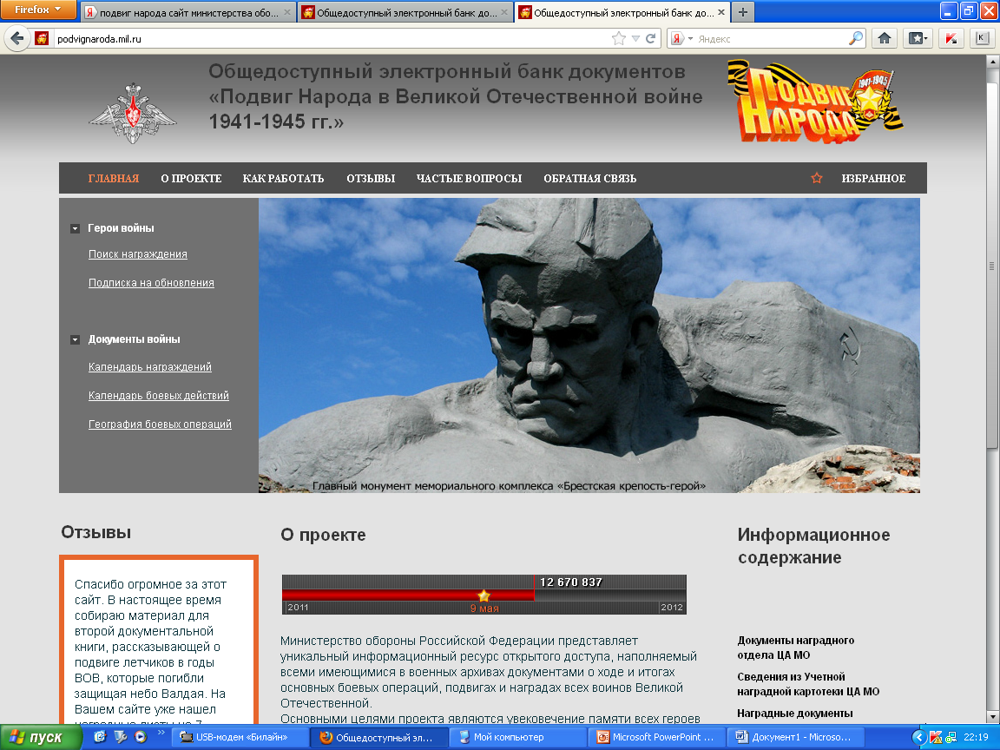 Firefox
подвиг народа сайт министерства обо...
Общедоступный электронный банк до...
Общедоступный электронный банк до...
podvignaroda.mil.ru
Яндекс
Общедоступный электронный банк документов
«Подвиг Народа в Великой Отечественной войне
1941-1945 гг.»
1941-1945
ПОДВИГ
НАРОДА
ГЛАВНАЯ
О ПРОЕКТЕ
КАК РАБОТАТЬ
ОТЗЫВЫ
ЧАСТЫЕ ВОПРОСЫ
ОБРАТНАЯ СВЯЗЬ
ИЗБРАННОЕ
Герои войны
Поиск награждения
Подписка на обновления
Документы войны
Календарь награждений
Календарь боевых действий
География боевых операций
Главный монумент мемориального комплекса «Брестская крепость-герой»
Отзывы
Спасибо огромное за этот
сайт. В настоящее время
собираю материал для
второй документальной
книги, рассказывающей о
подвиге летчиков в годы
ВОВ, которые погибли
защищая небо Валдая. На
Вашем сайте уже нашел
О проекте
12 670 837
2011
9 мая
2012
Министерство обороны Российской Федерации представляет
уникальный информационный ресурс открытого доступа, наполняемый
всеми имеющимися в военных архивах документами о ходе и итогах
основных боевых операций, подвигах и наградах всех воинов Великой
Отечественной.
Основными целями проекта являются увековечение памяти всех героев
Информационное
содержание
Документы наградного
отдела ЦА МО
Сведения из Учетной
наградной картотеки ЦА МО
Наградные документы
пуск
USB-модем «Билайн»
Общедоступный эл...
Мой компьютер
Microsoft PowerPoint ...
Документ1 - Microso...
22:19